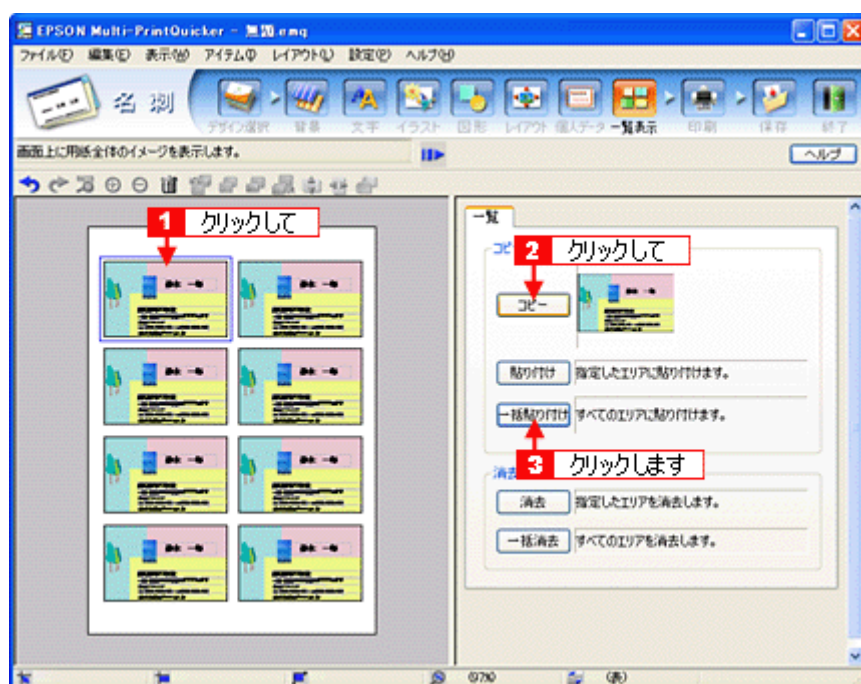 EPSON Multi-PrintQuicker - 無題.emq
ファイル(F) 編集(E) 表示(W) アイテム(I) レイアウト(L) 設定(P) ヘルプ(H)
名刺
デザイン選択 背景 文字 イラスト 図形 レイアウト 個人データ 一覧表示 印刷 保存 終了
画面上に用紙全体のイメージを表示します。
ヘルプ
1 クリックして
一覧
2 クリックして
コピー
貼り付け 指定したエリアに貼り付けます。
一括貼り付け すべてのエリアに貼り付けます。
3 クリックします
消去 指定したエリアを消去します。
一括消去 すべてのエリアを消去します。
(97%) (表)